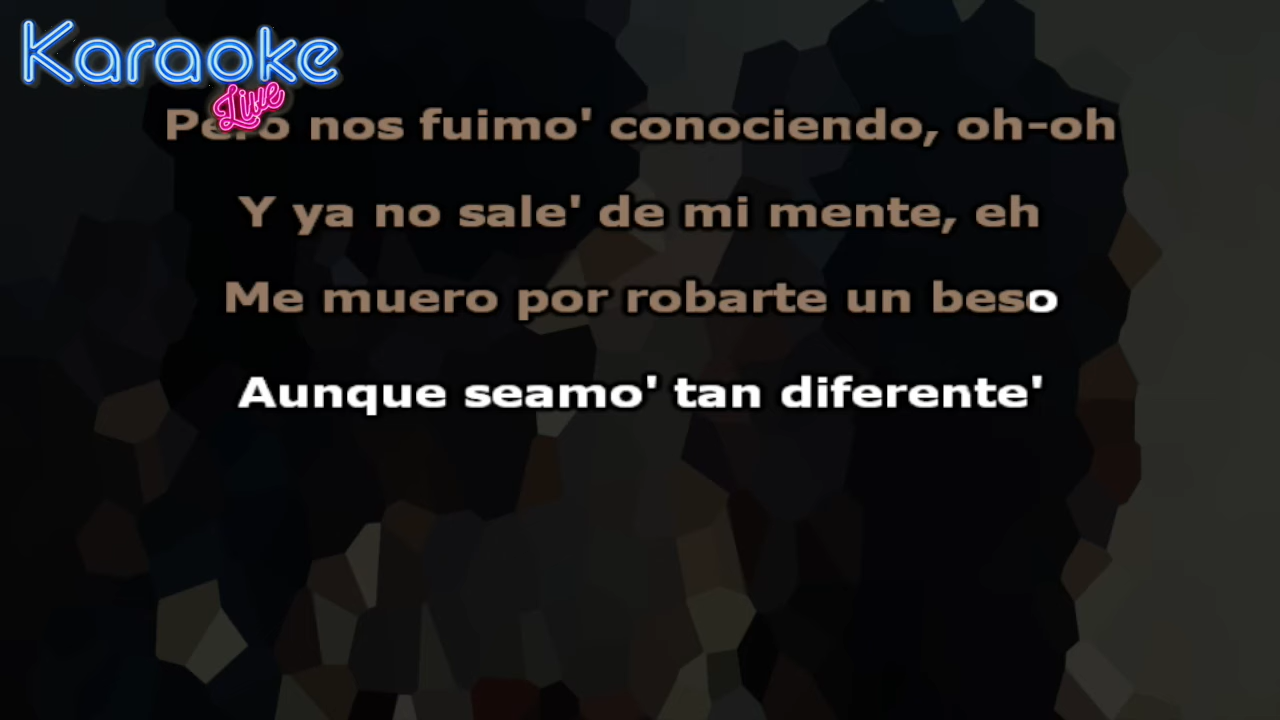 Karaoke
Live
Pero nos fuimo' conociendo, oh-oh
Y ya no sale' de mi mente, eh
Me muero por robarte un beso
Aunque seamo' tan diferente'